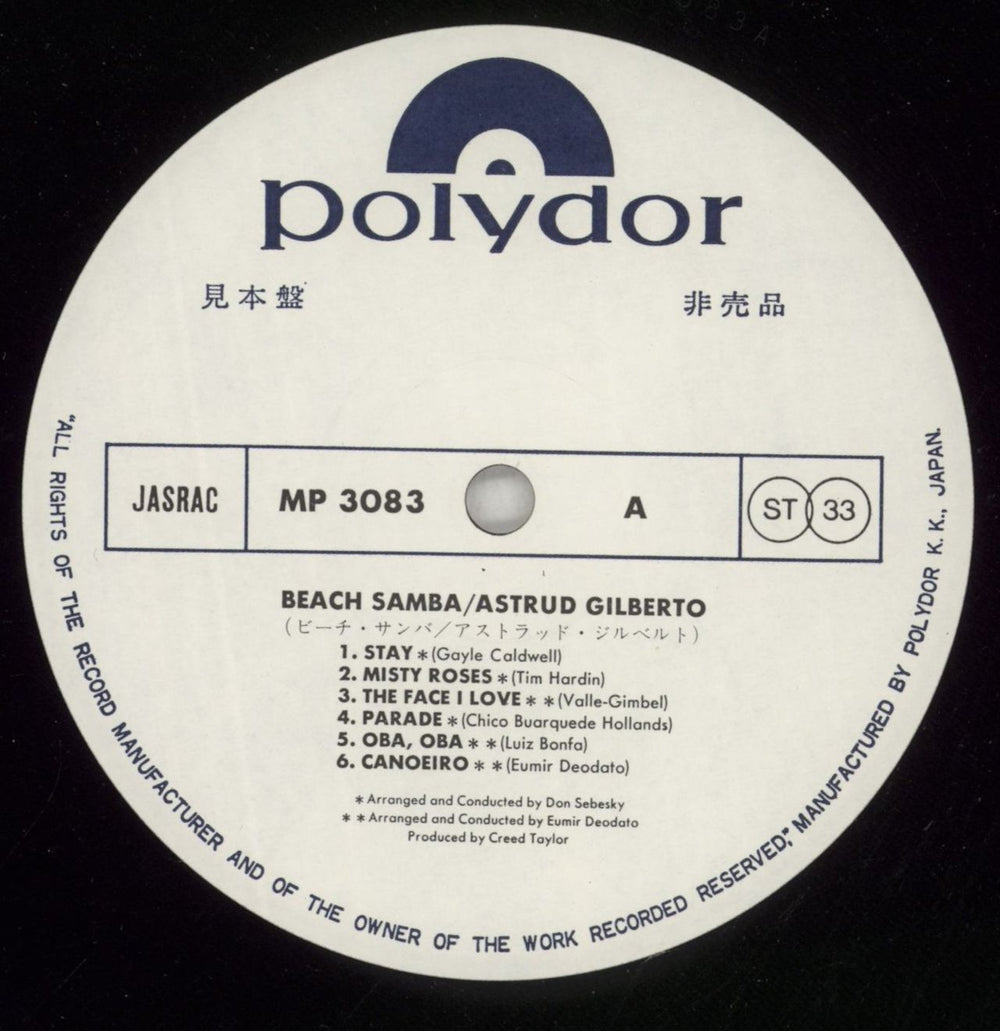 polydor
見本盤
非売品
JASRAC
MP 3083
A
ST 33
BEACH SAMBA/ASTRUD GILBERTO
(ビーチ・サンバ/アストラッド・ジルベルト)
1. STAY * (Gayle Caldwell)
2. MISTY ROSES * (Tim Hardin)
3. THE FACE I LOVE * * (Valle-Gimbel)
4. PARADE * (Chico Buarquede Hollands)
5. OBA, OBA * * (Luiz Bonfa)
6. CANOEIRO * * (Eumir Deodato)
* Arranged and Conducted by Don Sebesky
* * Arranged and Conducted by Eumir Deodato
Produced by Creed Taylor
"ALL RIGHTS OF THE RECORD MANUFACTURER AND OF THE OWNER OF THE WORK RECORDED RESERVED;" MANUFACTURED BY POLYDOR K. K., JAPAN.